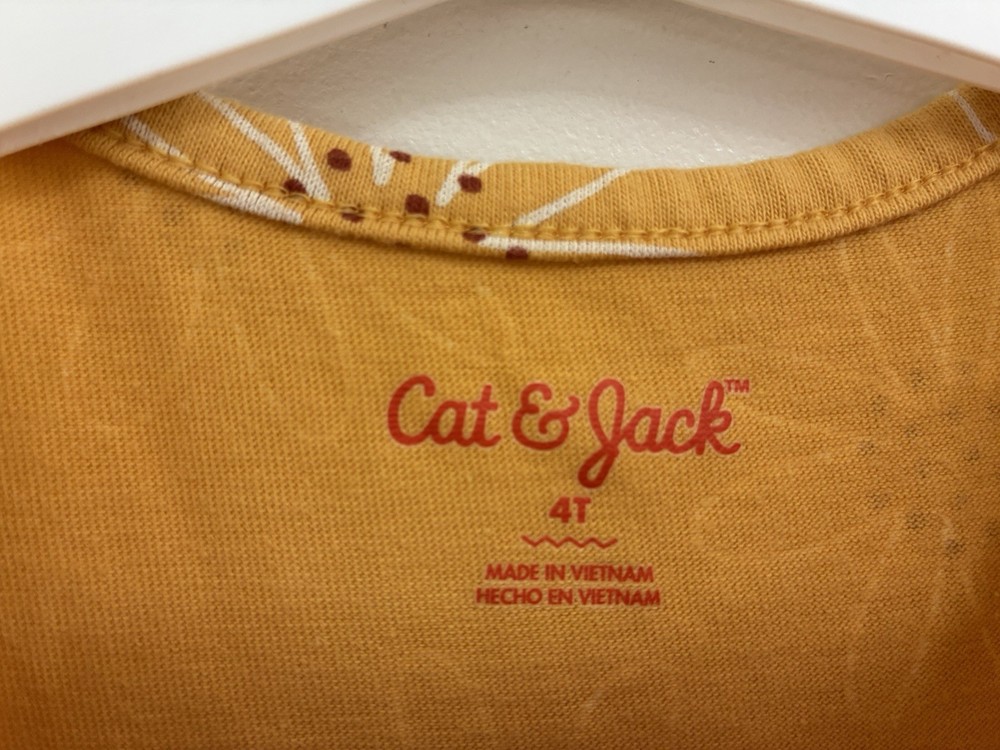 Cat & Jack™
4T
MADE IN VIETNAM
HECHO EN VIETNAM